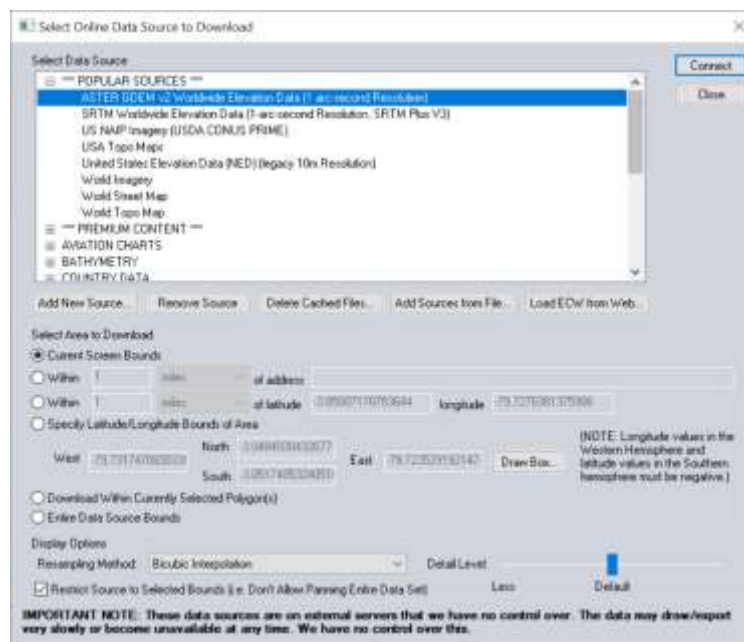 Select Online Data Source to Download
Select Data Source
*** POPULAR SOURCES ***
ASTER GDEM v2 Worldwide Elevation Data (1 arc-second Resolution)
SRTM Worldwide Elevation Data (1-arc-second Resolution, SRTM Plus V3)
US NAIP Imagery (USDA CONUS PRIME)
USA Topo Maps
United States Elevation Data (NED) (legacy 10m Resolution)
World Imagery
World Street Map
World Topo Map
*** PREMIUM CONTENT ***
AVIATION CHARTS
BATHYMETRY
COUNTRY DATA
Connect
Close
Add New Source... Remove Source Delete Cached Files... Add Sources from File... Load ECW from Web...
Select Area to Download
Current Screen Bounds
Within 1 miles of address
Within 1 miles of latitude longitude
Specify Latitude/Longitude Bounds of Area
North
West East Draw Box...
South
(NOTE: Longitude values in the
Western Hemisphere and
latitude values in the Southern
hemisphere must be negative.)
Download Within Currently Selected Polygon(s)
Entire Data Source Bounds
Display Options
Resampling Method: Bicubic Interpolation Detail Level:
Less Default
Restrict Source to Selected Bounds (i.e. Don't Allow Panning Entire Data Set)
IMPORTANT NOTE: These data sources are on external servers that we have no control over. The data may draw/export
very slowly or become unavailable at any time. We have no control over this.